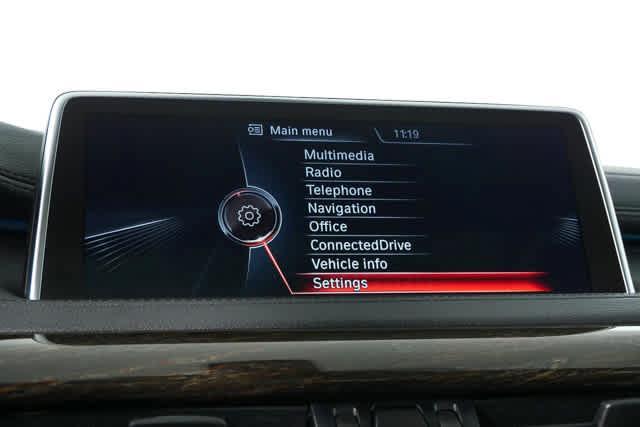 Main menu 11:19
Multimedia
Radio
Telephone
Navigation
Office
ConnectedDrive
Vehicle info
Settings